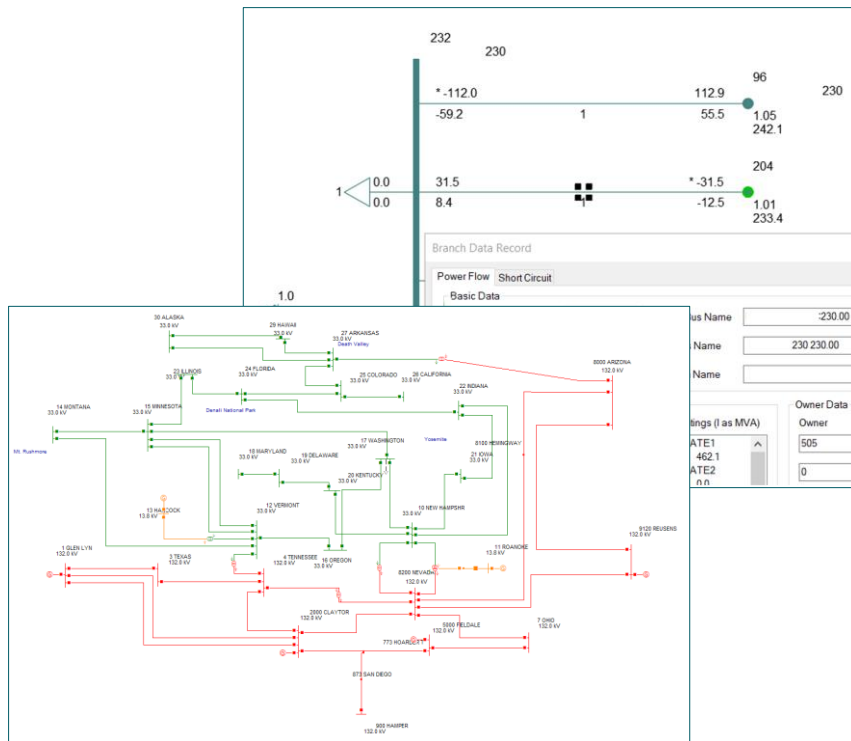 232
230
96
230
* -112.0
112.9
-59.2
1
55.5
1.05
242.1
204
1
0.0
31.5
* -31.5
0.0
8.4
1
-12.5
1.01
233.4
Branch Data Record
Power Flow
Short Circuit
Basic Data
1.0
us Name
:230.00
s Name
230 230.00
Name
tings (I as MVA)
Owner Data
ATE1
Owner
462.1
505
ATE2
0.0
0
30 ALASKA
33.0 kV
29 HAWAII
33.0 kV
27 ARKANSAS
33.0 kV
Death Valley
8000 ARIZONA
132.0 kV
23 ILLINOIS
33.0 kV
24 FLORIDA
33.0 kV
25 COLORADO
33.0 kV
26 CALIFORNIA
33.0 kV
22 INDIANA
33.0 kV
14 MONTANA
33.0 kV
15 MINNESOTA
33.0 kV
Denali National Park
17 WASHINGTON
33.0 kV
Yosemite
8100 HEMINGWAY
Mt. Rushmore
18 MARYLAND
33.0 kV
19 DELAWARE
33.0 kV
20 KENTUCKY
33.0 kV
21 IOWA
33.0 kV
13 HANCOCK
13.8 kV
12 VERMONT
33.0 kV
10 NEW HAMPSHR
33.0 kV
9120 REUSENS
132.0 kV
1 GLEN LYN
132.0 kV
3 TEXAS
132.0 kV
4 TENNESSEE
132.0 kV
16 OREGON
33.0 kV
11 ROANOKE
13.8 kV
8200 NEVADA
132.0 kV
2000 CLAYTOR
132.0 kV
5000 FIELDALE
132.0 kV
7 OHIO
132.0 kV
873 SAN DIEGO
132.0 kV